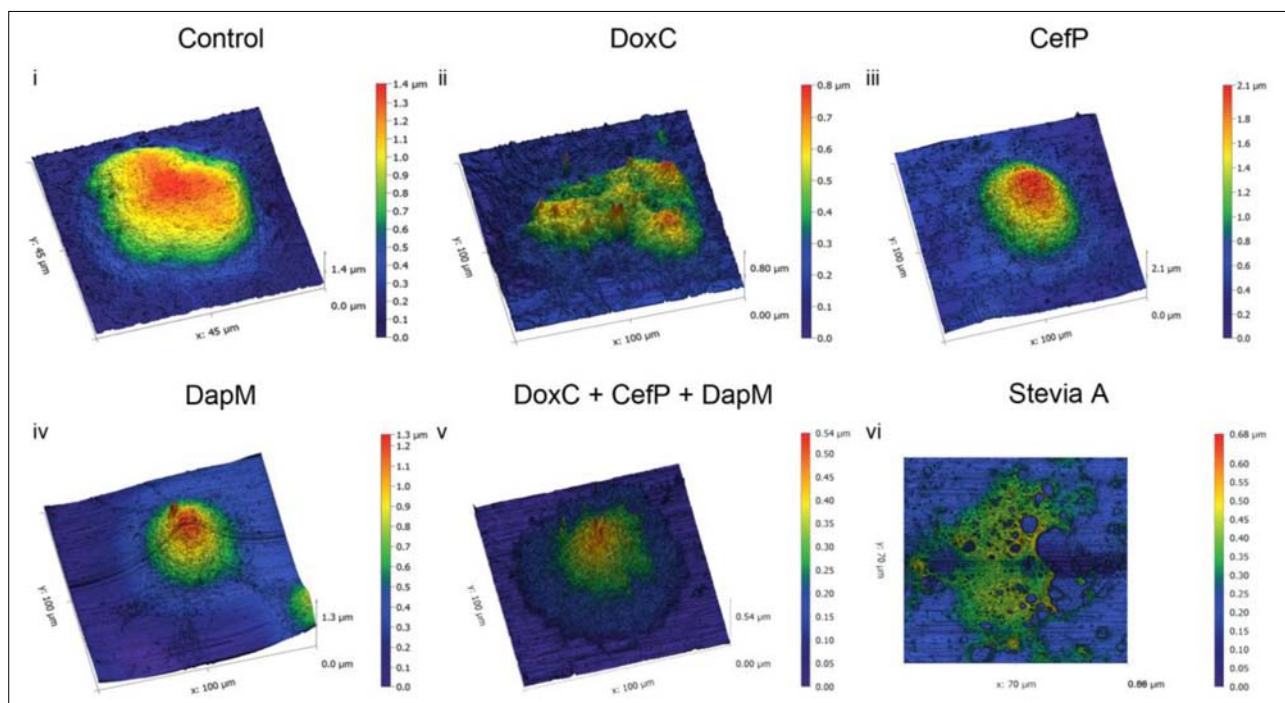 Control
DoxC
CefP
i
1.4 µm
1.3
1.2
1.1
1.0
0.9
0.8
0.7
0.6
0.5
0.4
0.3
0.2
0.1
0.0
y: 45 µm
x: 45 µm
1.4 µm
0.0 µm
ii
0.8 µm
0.7
0.6
0.5
0.4
0.3
0.2
0.1
0.0
y: 100 µm
x: 100 µm
0.80 µm
0.00 µm
iii
2.1 µm
1.8
1.6
1.4
1.2
1.0
0.8
0.6
0.4
0.2
0.0
y: 100 µm
x: 100 µm
2.1 µm
0.0 µm
DapM
DoxC + CefP + DapM
Stevia A
iv
1.3 µm
1.2
1.1
1.0
0.9
0.8
0.7
0.6
0.5
0.4
0.3
0.2
0.1
0.0
y: 100 µm
x: 100 µm
1.3 µm
0.0 µm
v
0.54 µm
0.50
0.45
0.40
0.35
0.30
0.25
0.20
0.15
0.10
0.05
0.00
y: 100 µm
x: 100 µm
0.54 µm
0.00 µm
vi
0.68 µm
0.60
0.55
0.50
0.45
0.40
0.35
0.30
0.25
0.20
0.15
0.10
0.05
0.00
y: 70 µm
x: 70 µm